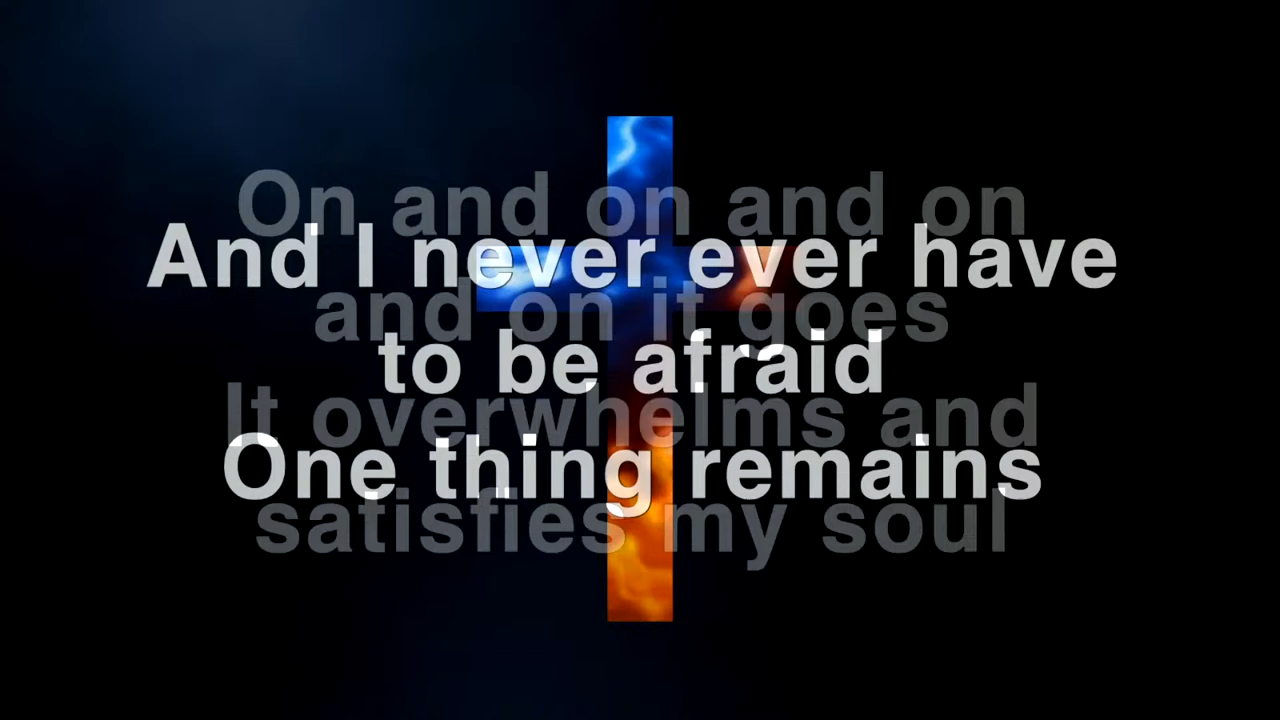 On and on and on
And I never ever have
and on it goes
to be afraid
It overwhelms and
One thing remains
satisfies my soul